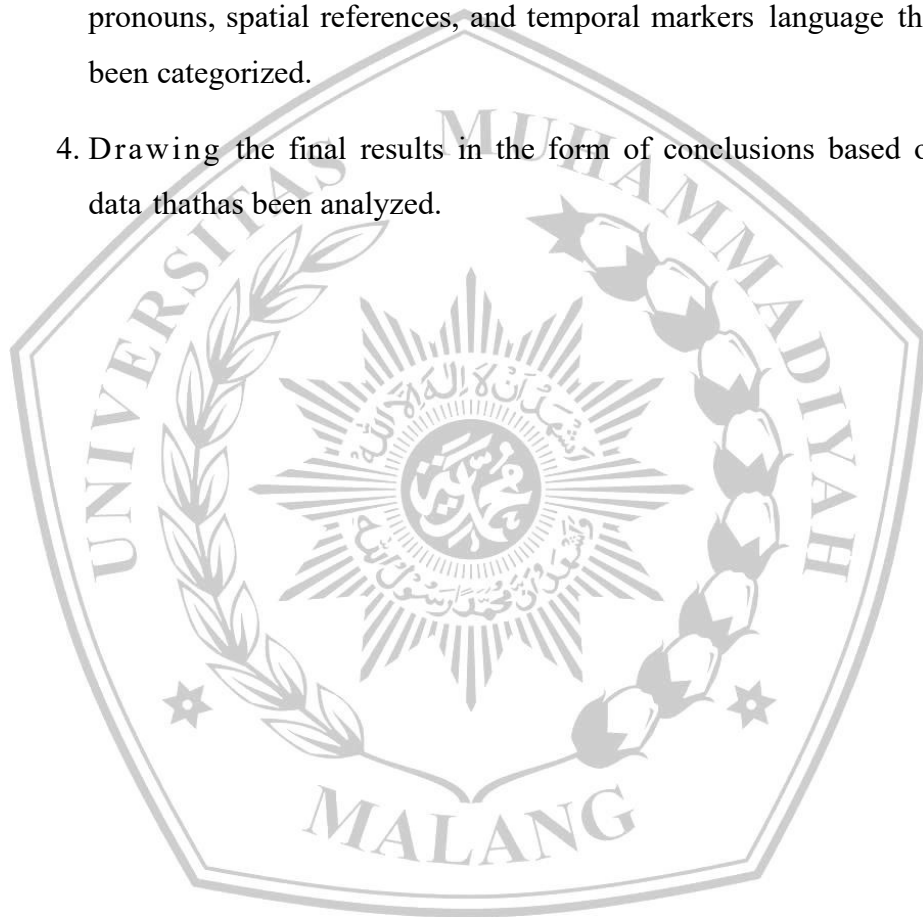 pronouns, spatial references, and temporal markers language th
been categorized.
4. Drawing the final results in the form of conclusions based o
data thathas been analyzed.
UNIVERSITAS MUHAMMADIYAH
MALANG